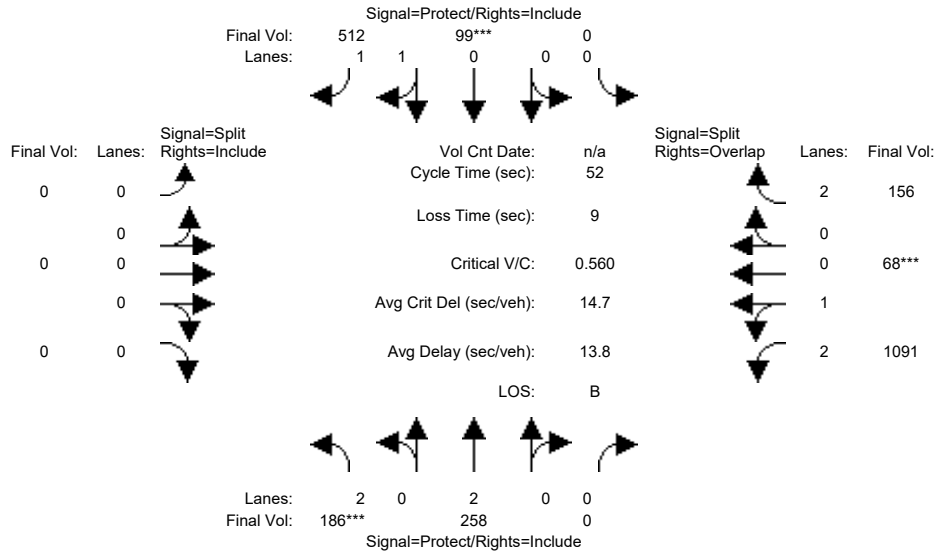 Signal=Protect/Rights=Include
Final Vol: 512 99*** 0
Lanes: 1 1 0 0 0
Signal=Split Signal=Split
Final Vol: Lanes: Rights=Include Vol Cnt Date: n/a Rights=Overlap Lanes: Final Vol:
Cycle Time (sec): 52
0 0 2 156
Loss Time (sec): 9
0 0
0 0 Critical V/C: 0.560 0 68***
0 Avg Crit Del (sec/veh): 14.7 1
0 0 Avg Delay (sec/veh): 13.8 2 1091
LOS: B
Lanes: 2 0 2 0 0
Final Vol: 186*** 258 0
Signal=Protect/Rights=Include